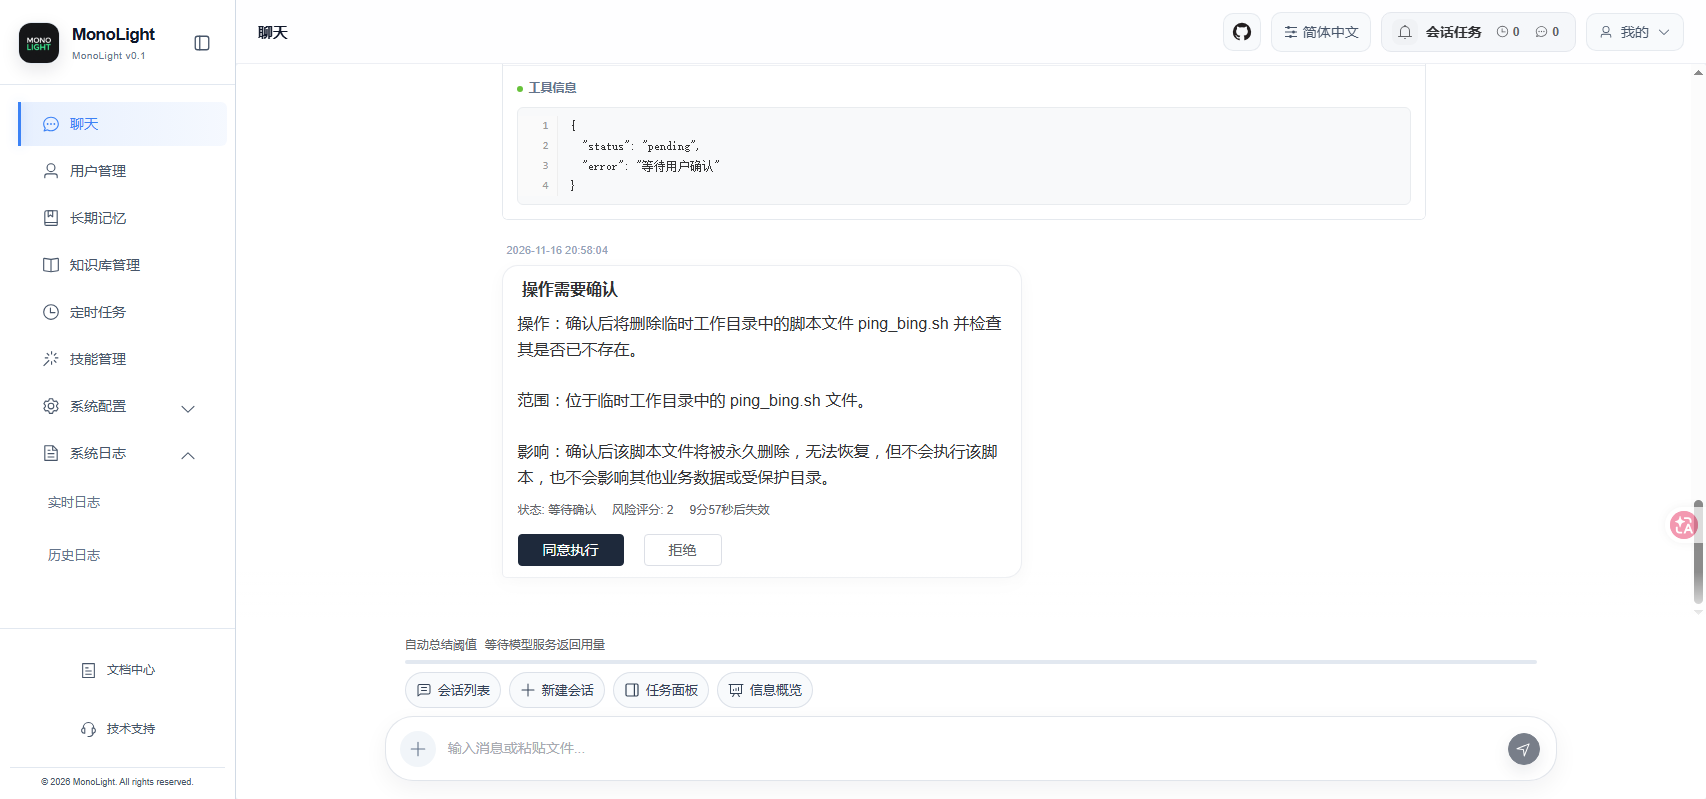 MONO
LIGHT
MonoLight
MonoLight v0.1
聊天
用户管理
长期记忆
知识库管理
定时任务
技能管理
系统配置
系统日志
实时日志
历史日志
文档中心
技术支持
© 2026 MonoLight. All rights reserved.
聊天
简体中文
会话任务 0 0
我的
工具信息
1 {
2 "status": "pending",
3 "error": "等待用户确认"
4 }
2026-11-16 20:58:04
操作需要确认
操作：确认后将删除临时工作目录中的脚本文件 ping_bing.sh 并检查
其是否已不存在。
范围：位于临时工作目录中的 ping_bing.sh 文件。
影响：确认后该脚本文件将被永久删除，无法恢复，但不会执行该脚
本，也不会影响其他业务数据或受保护目录。
状态: 等待确认 风险评分: 2 9分57秒后失效
同意执行 拒绝
自动总结阈值 等待模型服务返回用量
会话列表 新建会话 任务面板 信息概览
输入消息或粘贴文件...